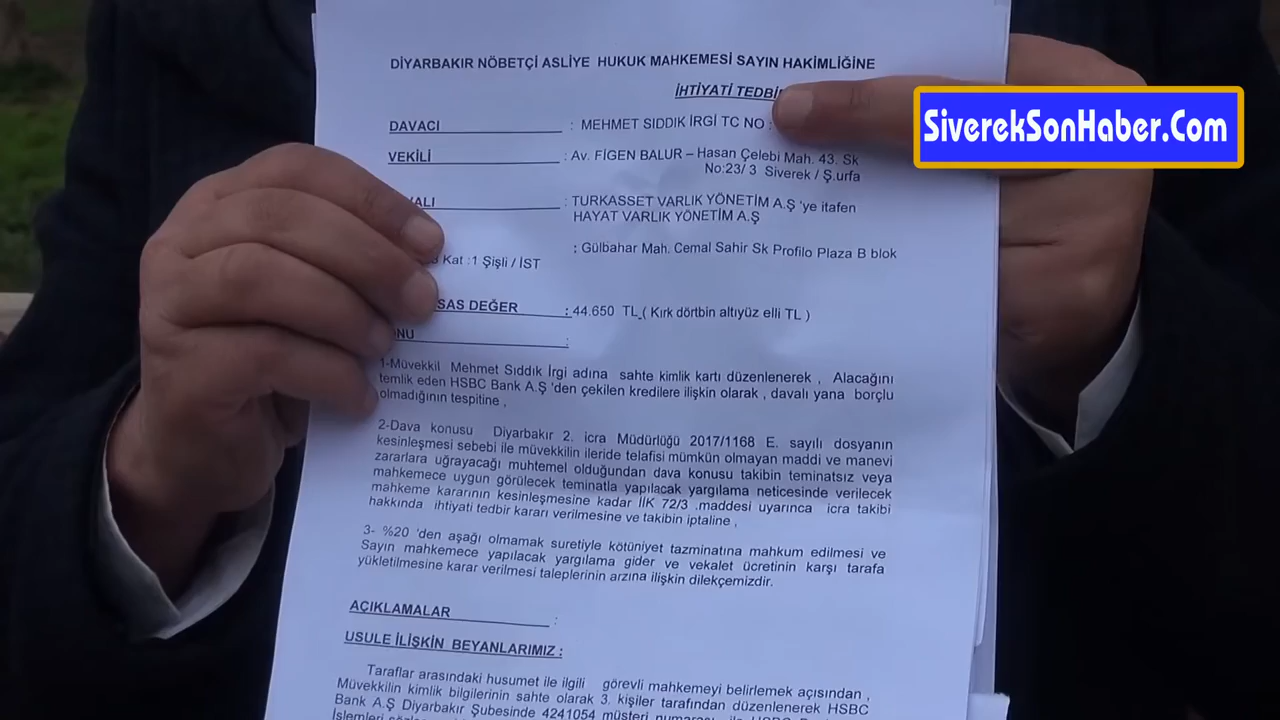 DİYARBAKIR NÖBETÇİ ASLİYE HUKUK MAHKEMESİ SAYIN HAKİMLİĞİNE
İHTİYATİ
SiverekSonHaber.Com
DAVACI : MEHMET SIDDIK İRGİ TC NO :
VEKİLİ : Av. FİGEN BALUR – Hasan Çelebi Mah. 43. Sk
No:23/ 3 Siverek / Ş.urfa
: TURKASSET VARLIK YÖNETİM A.Ş 'ye itafen
HAYAT VARLIK YÖNETİM A.Ş
: Gülbahar Mah. Cemal Sahir Sk Profilo Plaza B blok
Kat :1 Şişli / İST
DEĞER : 44.650 TL ( Kırk dörtbin altıyüz elli TL )
:
1-Müvekkil Mehmet Sıddık İrgi adına sahte kimlik kartı düzenlenerek , Alacağını
temlik eden HSBC Bank A.Ş 'den çekilen kredilere ilişkin olarak , davalı yana borçlu
olmadığının tespitine ,
2-Dava konusu Diyarbakır 2. icra Müdürlüğü 2017/1168 E. sayılı dosyanın
kesinleşmesi sebebi ile müvekkilin ileride telafisi mümkün olmayan maddi ve manevi
zararlara uğrayacağı muhtemel olduğundan dava konusu takibin teminatsız veya
mahkemece uygun görülecek teminatla yapılacak yargılama neticesinde verilecek
mahkeme kararının kesinleşmesine kadar İİK 72/3 .maddesi uyarınca icra takibi
hakkında ihtiyati tedbir kararı verilmesine ve takibin iptaline ,
3- %20 'den aşağı olmamak suretiyle kötüniyet tazminatına mahkum edilmesi ve
Sayın mahkemece yapılacak yargılama gider ve vekalet ücretinin karşı tarafa
yükletilmesine karar verilmesi taleplerinin arzına ilişkin dilekçemizdir.
AÇIKLAMALAR :
USULE İLİŞKİN BEYANLARIMIZ :
Taraflar arasındaki husumet ile ilgili görevli mahkemeyi belirlemek açısından ,
Müvekkilin kimlik bilgilerinin sahte olarak 3. kişiler tarafından düzenlenerek HSBC
Bank A.Ş Diyarbakır Şubesinde 4241054 müşteri numarası ile HSBC